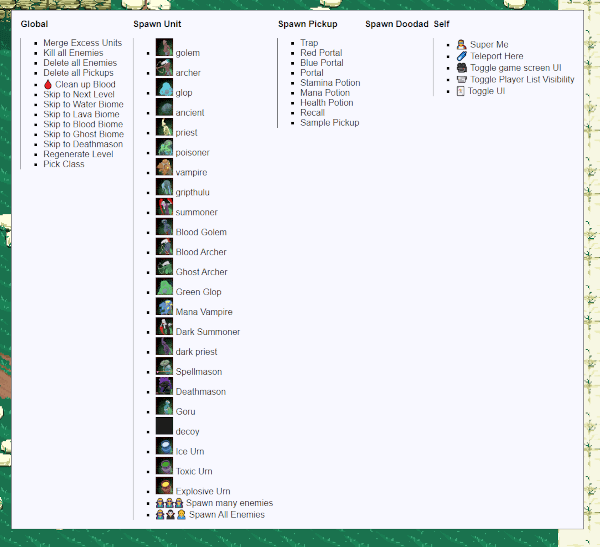 Global
Merge Excess Units
Kill all Enemies
Delete all Enemies
Delete all Pickups
Clean up Blood
Skip to Next Level
Skip to Water Biome
Skip to Lava Biome
Skip to Blood Biome
Skip to Ghost Biome
Skip to Deathmason
Regenerate Level
Pick Class
Spawn Unit
golem
archer
glop
ancient
priest
poisoner
vampire
gripthulu
summoner
Blood Golem
Blood Archer
Ghost Archer
Green Glop
Mana Vampire
Dark Summoner
dark priest
Spellmason
Deathmason
Goru
decoy
Ice Urn
Toxic Urn
Explosive Urn
Spawn many enemies
Spawn All Enemies
Spawn Pickup
Trap
Red Portal
Blue Portal
Portal
Stamina Potion
Mana Potion
Health Potion
Recall
Sample Pickup
Spawn Doodad
Self
Super Me
Teleport Here
Toggle game screen UI
Toggle Player List Visibility
Toggle UI